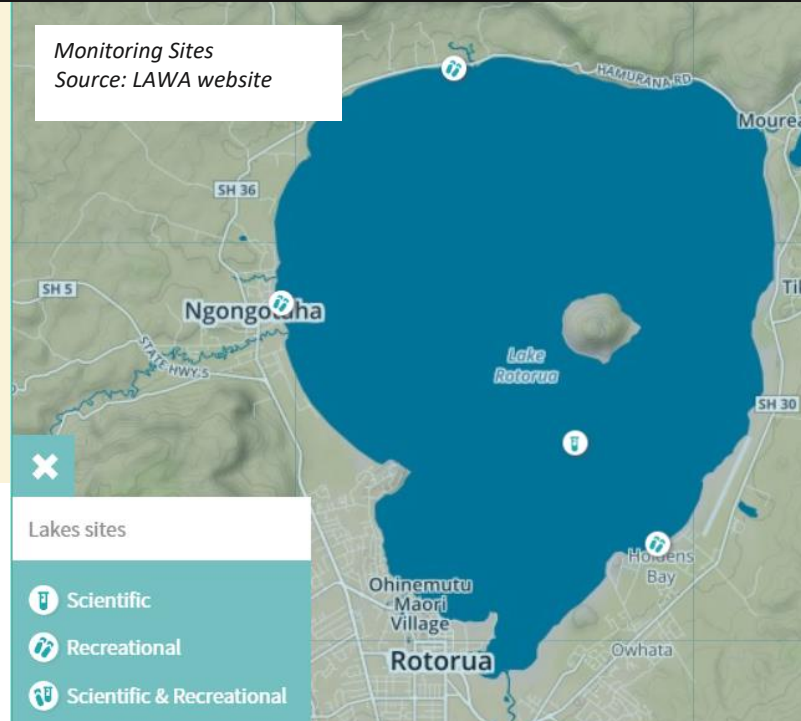 Monitoring Sites
Source: LAWA website
HAMURANA RD
SH 36
SH 5
Ngongotaha
STATE HWY 5
Lake
Rotorua
SH 30
Lakes sites
Scientific
Recreational
Scientific & Recreational
Ohinemutu
Maori
Village
Rotorua
Holdens
Bay
Owhata